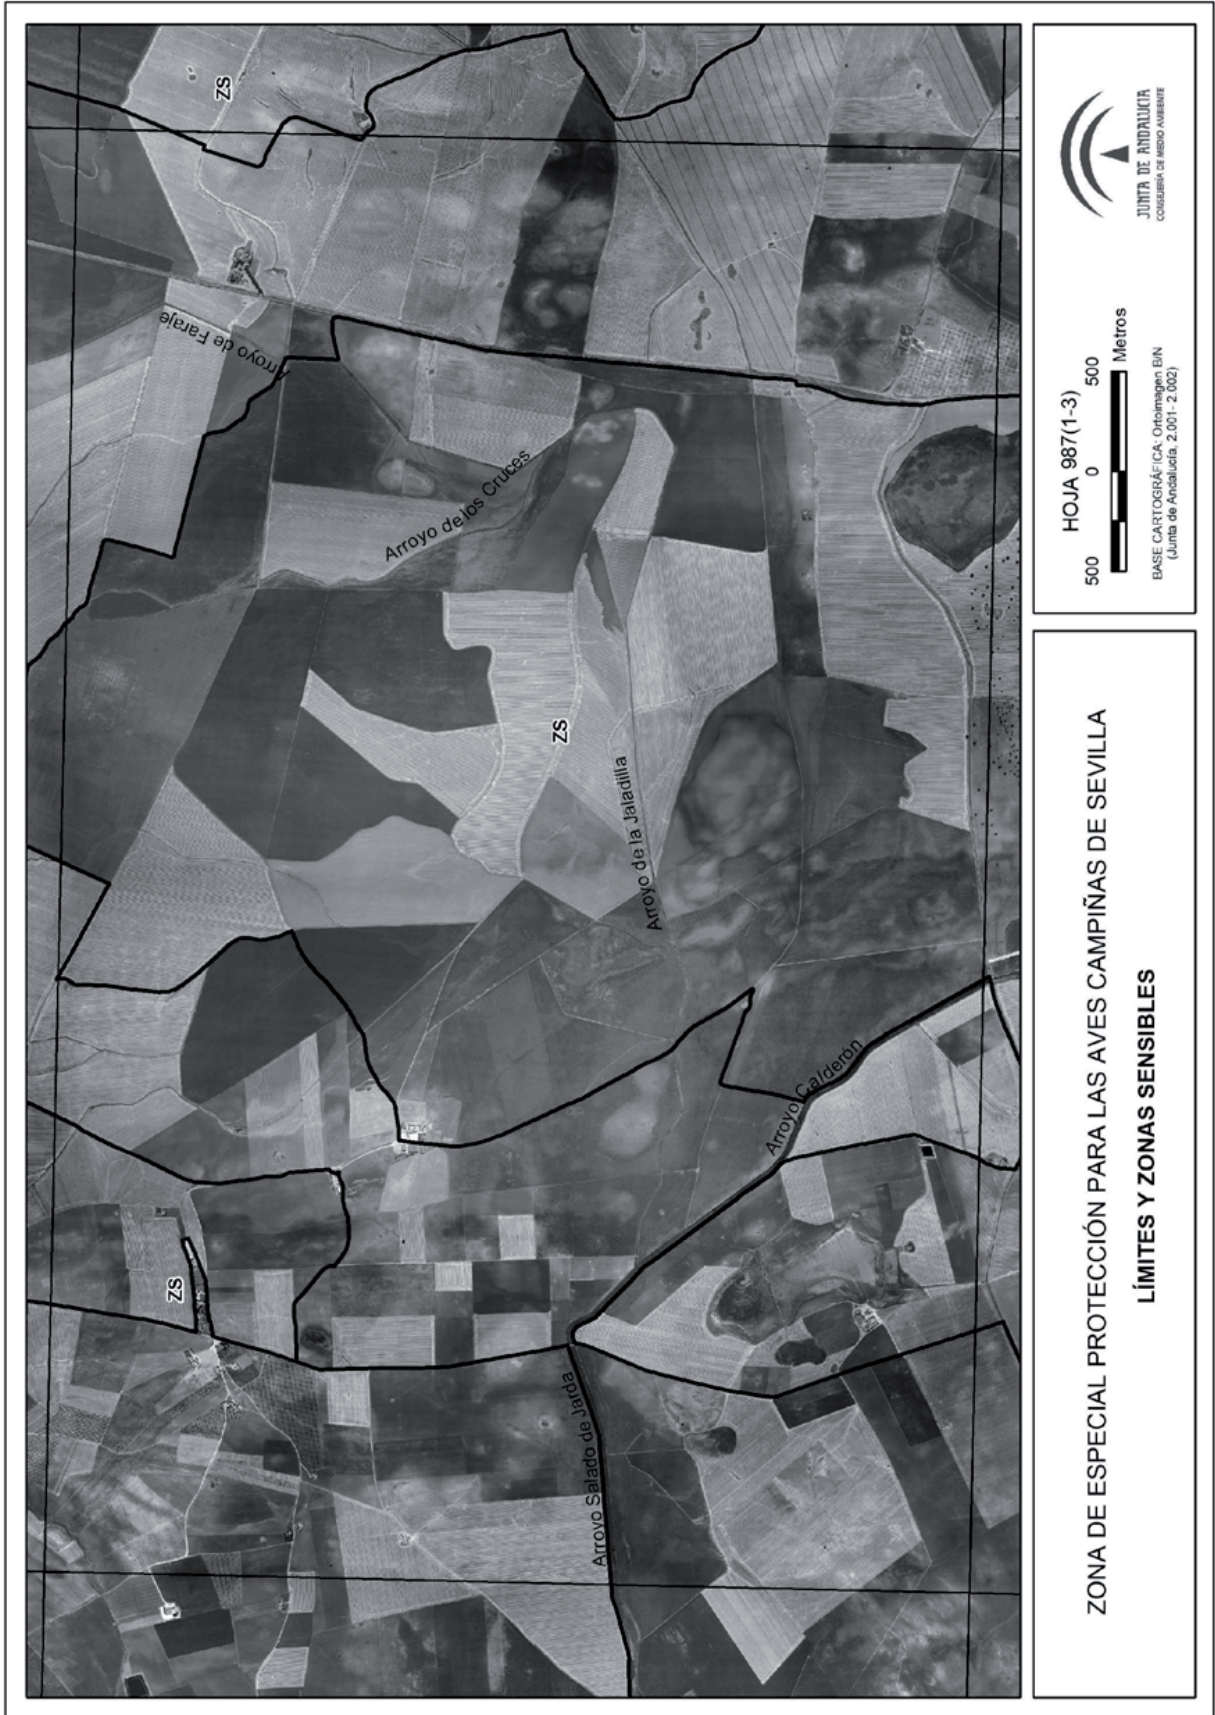 ZS
Arroyo de Faraje
Arroyo de los Cruces
ZS
Arroyo de la Jaladilla
Arroyo Calderón
ZS
Arroyo Salado de Jarda
ZONA DE ESPECIAL PROTECCIÓN PARA LAS AVES CAMPIÑAS DE SEVILLA
LÍMITES Y ZONAS SENSIBLES
HOJA 987(1-3)
500 0 500
Metros
BASE CARTOGRÁFICA: Ortoimagen B/N
(Junta de Andalucía, 2.001- 2.002)
JUNTA DE ANDALUCIA
CONSEJERÍA DE MEDIO AMBIENTE